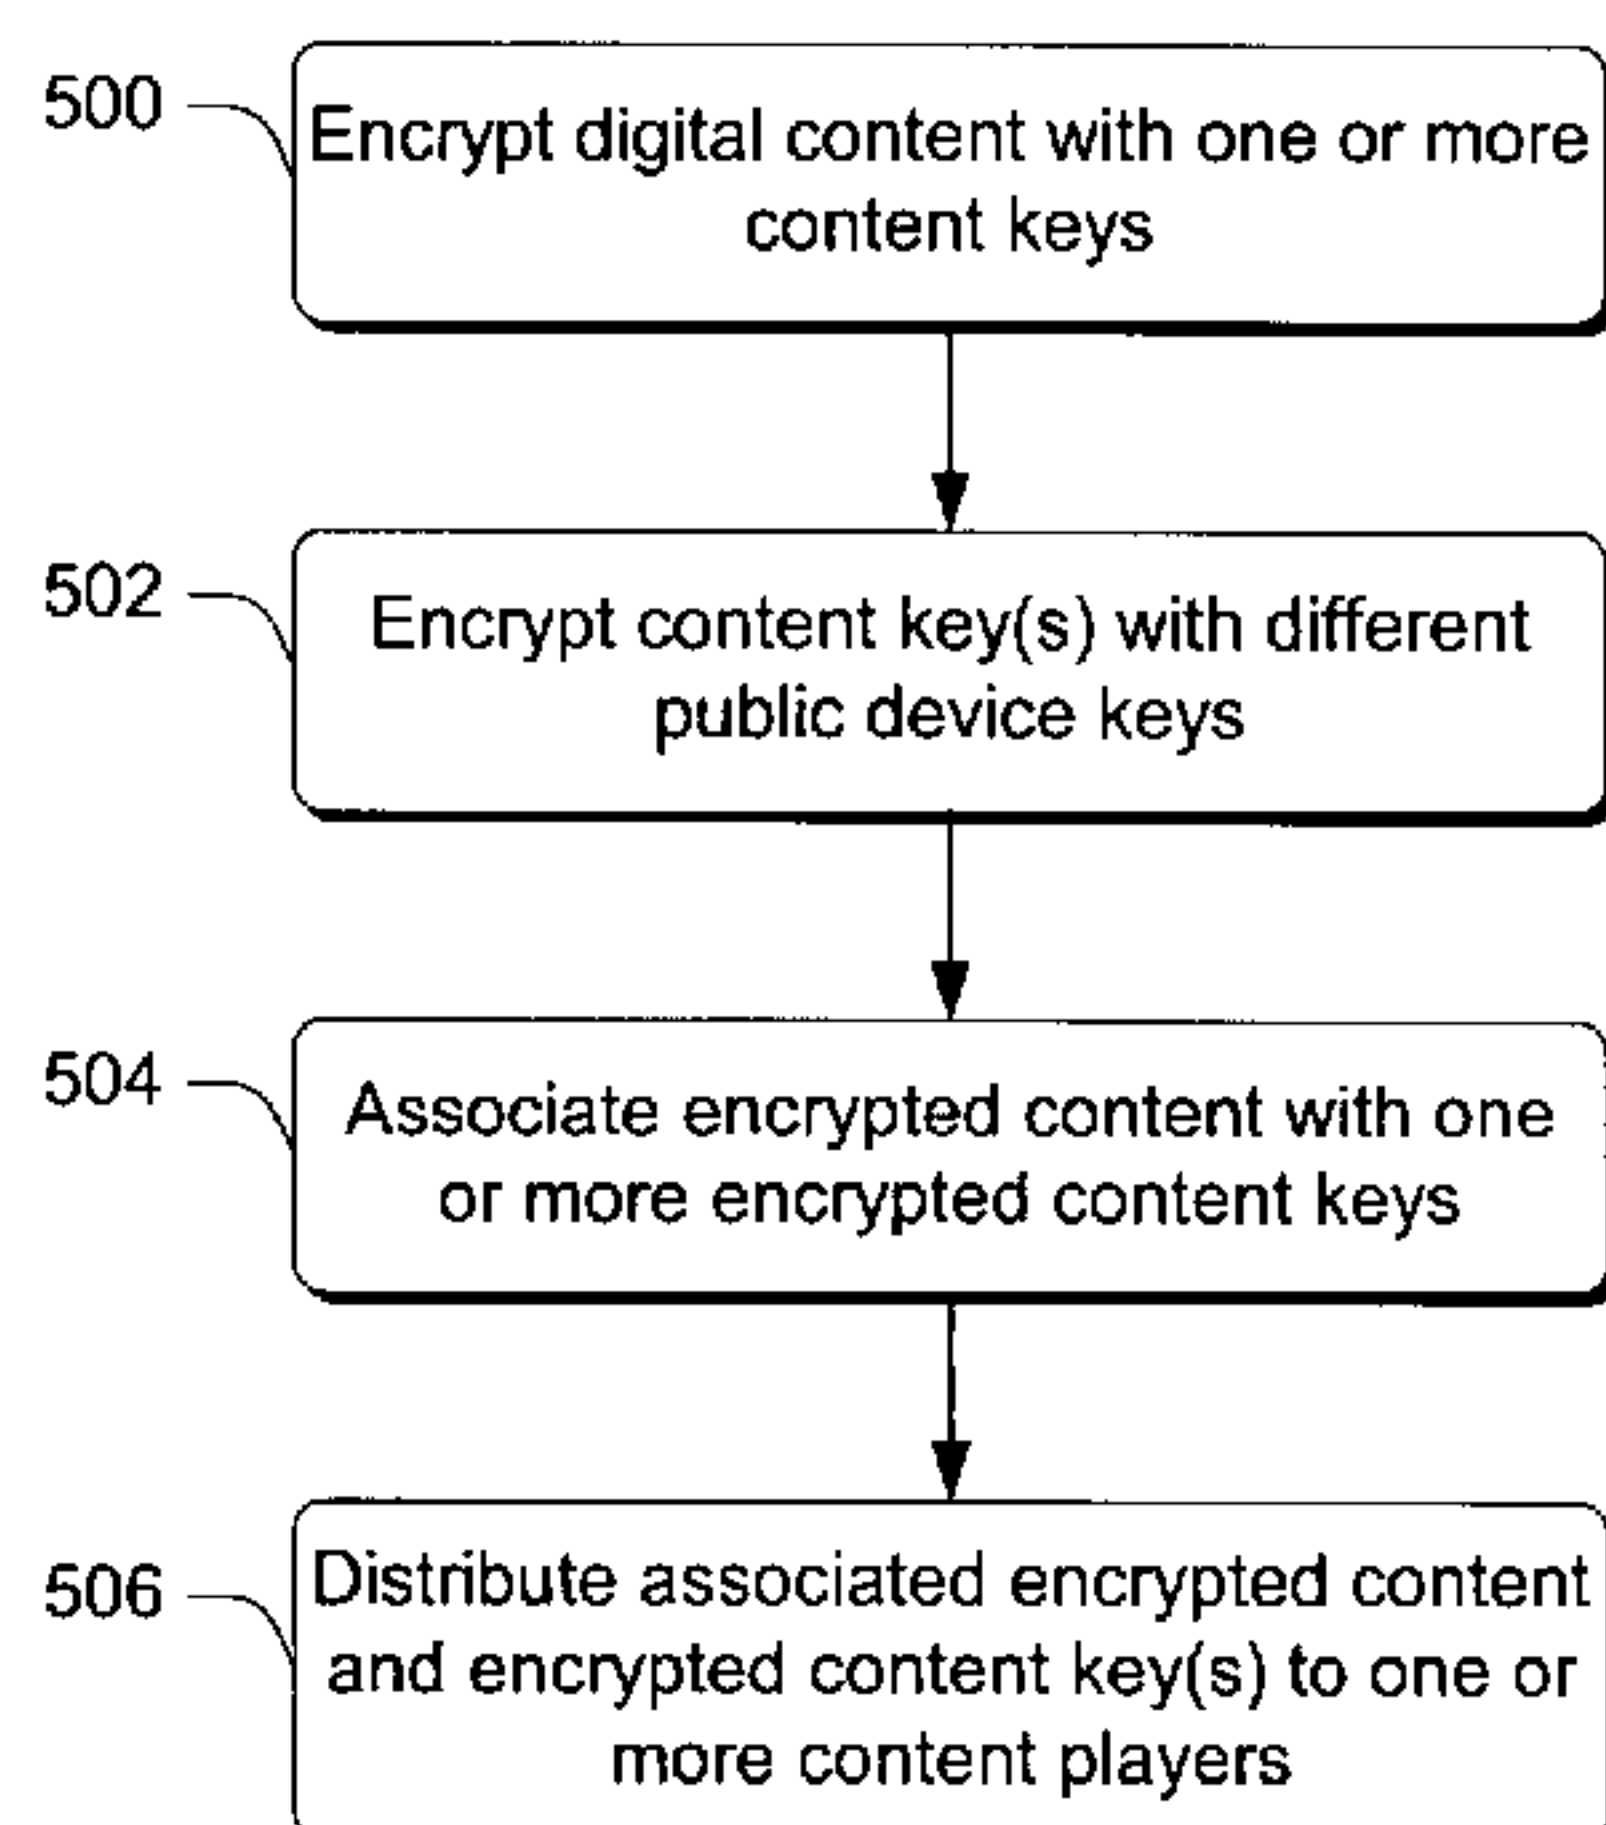 500
Encrypt digital content with one or more
content keys
502
Encrypt content key(s) with different
public device keys
504
Associate encrypted content with one
or more encrypted content keys
506
Distribute associated encrypted content
and encrypted content key(s) to one or
more content players